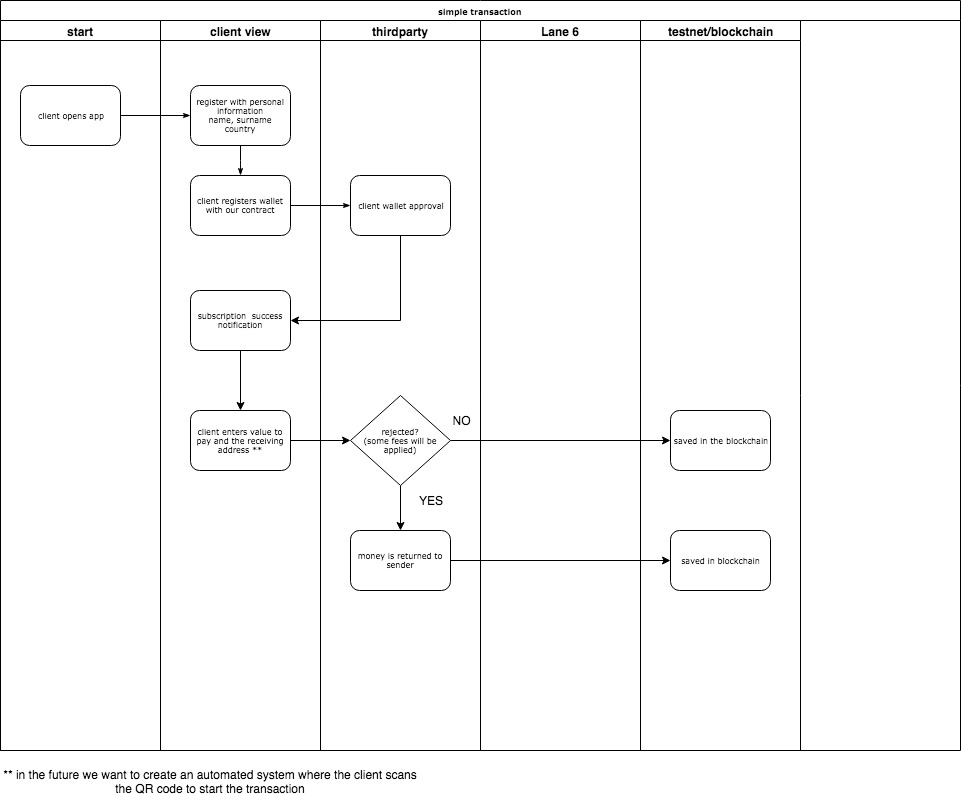 simple transaction
start
client view
thirdparty
Lane 6
testnet/blockchain
client opens app
register with personal
information
name, surname
country
client registers wallet
with our contract
client wallet approval
subscription  success
notification
client enters value to
pay and the receiving
address **
rejected?
(some fees will be
applied)
NO
saved in the blockchain
YES
money is returned to
sender
saved in blockchain
** in the future we want to create an automated system where the client scans
the QR code to start the transaction